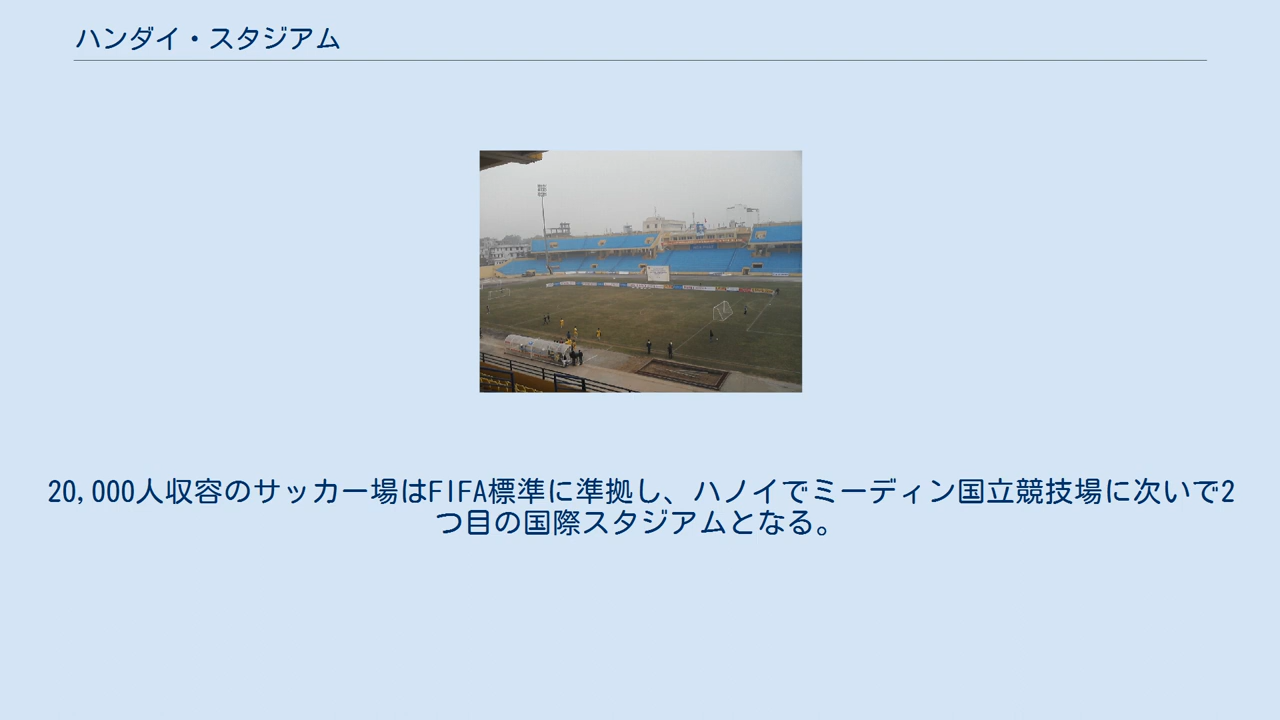 ハンダイ・スタジアム
20,000人収容のサッカー場はFIFA標準に準拠し、ハノイでミーディン国立競技場に次いで2
つ目の国際スタジアムとなる。